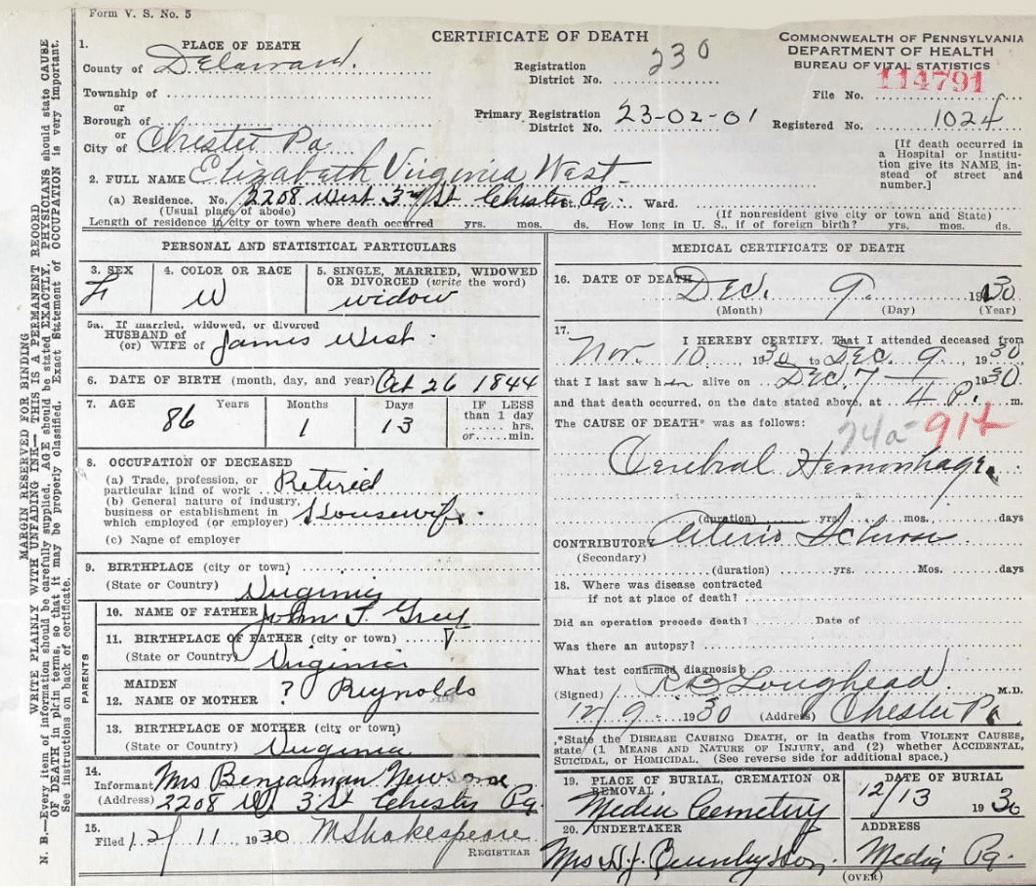 Form V. S. No. 5
CERTIFICATE OF DEATH
COMMONWEALTH OF PENNSYLVANIA
DEPARTMENT OF HEALTH
BUREAU OF VITAL STATISTICS
1. PLACE OF DEATH
County of Delaware.
Registration District No. 230
File No. 114791
Township of
or
Borough of
or
City of Chester Pa
Primary Registration District No. 23-02-01
Registered No. 1024
[If death occurred in a Hospital or Institution give its NAME instead of street and number.]
2. FULL NAME Elizabeth Virginia West
(a) Residence. No. 2208 West 3rd St Chester St. Pa. Ward.
(Usual place of abode) (If nonresident give city or town and State)
Length of residence in city or town where death occurred yrs. mos. ds. How long in U. S., if of foreign birth? yrs. mos. ds.
PERSONAL AND STATISTICAL PARTICULARS
3. SEX F
4. COLOR OR RACE W
5. SINGLE, MARRIED, WIDOWED OR DIVORCED (write the word) widow
5a. If married, widowed, or divorced
HUSBAND of
(or) WIFE of James West
6. DATE OF BIRTH (month, day, and year) Oct 26 1844
7. AGE 86 Years 1 Months 13 Days
IF LESS than 1 day ...... hrs. or ...... min.
8. OCCUPATION OF DECEASED
(a) Trade, profession, or particular kind of work Retired
(b) General nature of industry, business or establishment in which employed (or employer) Housewife.
(c) Name of employer
9. BIRTHPLACE (city or town)
(State or Country) Virginia
PARENTS
10. NAME OF FATHER John T. Grey
11. BIRTHPLACE OF FATHER (city or town)
(State or Country) Virginia
12. MAIDEN NAME OF MOTHER ? Reynolds
13. BIRTHPLACE OF MOTHER (city or town)
(State or Country) Virginia
14. Informant Mrs Benjaman Newsome
(Address) 2208 W 3 St Chester Pa.
15. Filed 12/11 1930 M Shakespeare
REGISTRAR
MEDICAL CERTIFICATE OF DEATH
16. DATE OF DEATH Dec. 9. 1930
(Month) (Day) (Year)
17. I HEREBY CERTIFY, That I attended deceased from
Nov. 10 1930 to Dec. 9 1930
that I last saw her alive on Dec. 7 1930
and that death occurred, on the date stated above, at 4 P. m.
The CAUSE OF DEATH* was as follows:
74a 91+
Cerebral Hemorrhage.
(duration) yrs. mos. days
CONTRIBUTORY Arterio Sclerosis
(Secondary)
(duration) yrs. Mos. days
18. Where was disease contracted
if not at place of death?
Did an operation precede death? Date of
Was there an autopsy?
What test confirmed diagnosis?
(Signed) R B Loughead M.D.
12/9 1930 (Address) Chester Pa
*State the DISEASE CAUSING DEATH, or in deaths from VIOLENT CAUSES,
state (1 MEANS AND NATURE OF INJURY, and (2) whether ACCIDENTAL,
SUICIDAL, or HOMICIDAL. (See reverse side for additional space.)
19. PLACE OF BURIAL, CREMATION OR REMOVAL. Media Cemetery
DATE OF BURIAL 12/13 1930
20. UNDERTAKER Mrs
ADDRESS Media Pa.
(OVER)
MARGIN RESERVED FOR BINDING
WRITE PLAINLY WITH UNFADING INK— THIS IS A PERMANENT RECORD
N. B.—Every item of information should be carefully supplied. AGE should be stated EXACTLY. PHYSICIANS should state CAUSE
OF DEATH in plain terms, so that it may be properly classified. Exact Statement of OCCUPATION is very important.
See instructions on back of certificate.